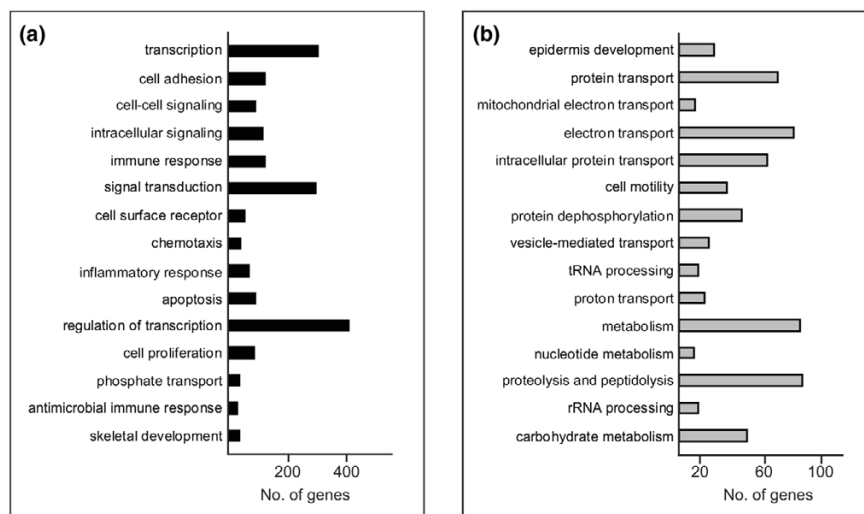 (a)
transcription
cell adhesion
cell-cell signaling
intracellular signaling
immune response
signal transduction
cell surface receptor
chemotaxis
inflammatory response
apoptosis
regulation of transcription
cell proliferation
phosphate transport
antimicrobial immune response
skeletal development
200 400
No. of genes
(b)
epidermis development
protein transport
mitochondrial electron transport
electron transport
intracellular protein transport
cell motility
protein dephosphorylation
vesicle-mediated transport
tRNA processing
proton transport
metabolism
nucleotide metabolism
proteolysis and peptidolysis
rRNA processing
carbohydrate metabolism
20 60 100
No. of genes